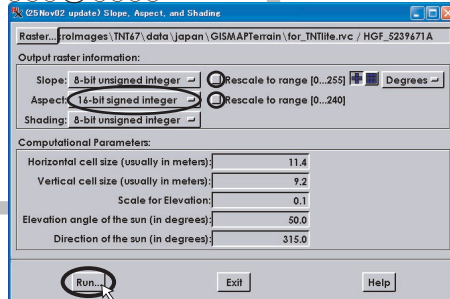 (25Nov02 update) Slope, Aspect, and Shading
Raster... roImages\TNT67\data\japan\GISMAPTerrain\for_TNTlite.rvc / HGF_5239671A
Output raster information:
Slope: 8-bit unsigned integer Rescale to range [0...255] Degrees
Aspect: 16-bit signed integer Rescale to range [0...240]
Shading: 8-bit unsigned integer
Computational Parameters:
Horizontal cell size (usually in meters): 11.4
Vertical cell size (usually in meters): 9.2
Scale for Elevation: 0.1
Elevation angle of the sun (in degrees): 50.0
Direction of the sun (in degrees): 315.0
Run... Exit Help